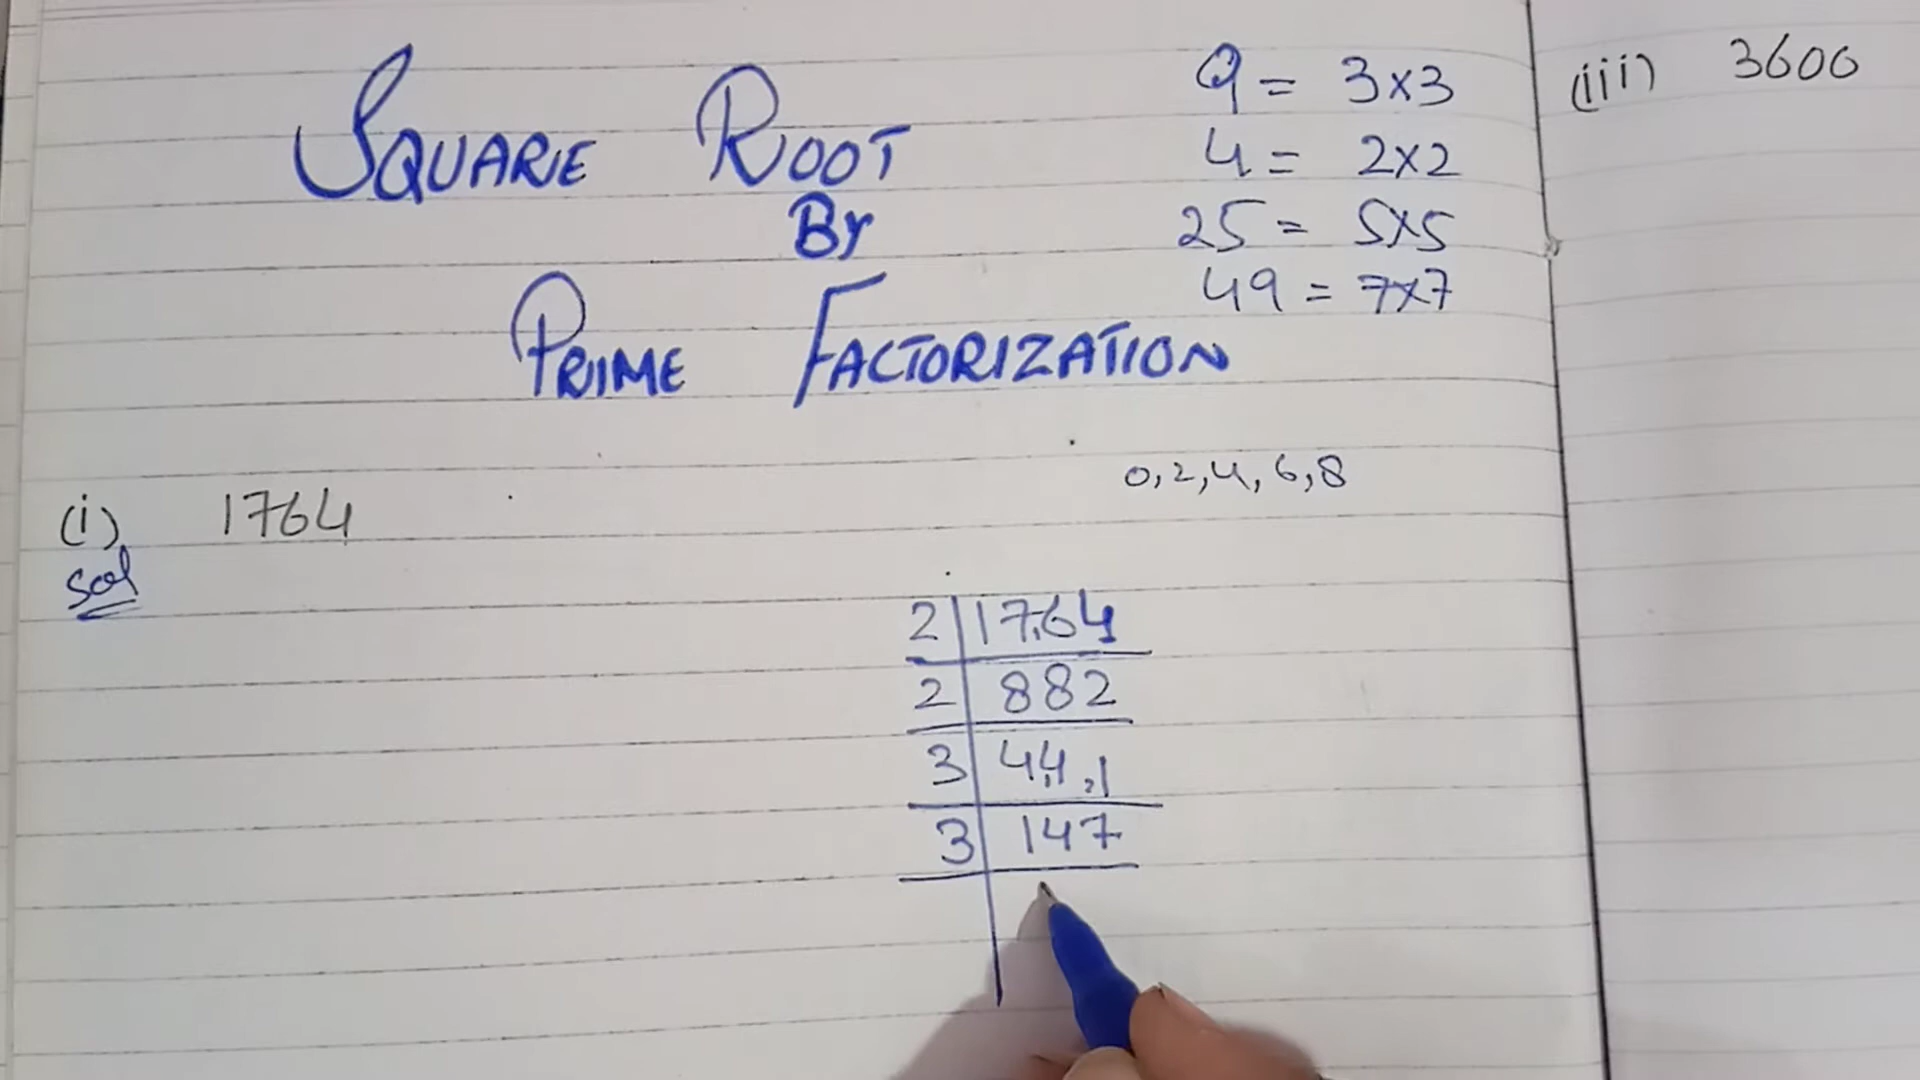 SQUARE ROOT
BY
PRIME FACTORIZATION
9 = 3x3
4 = 2x2
25 = 5x5
49 = 7x7
(iii) 3600
0,2,4,6,8
(i) 1764
Sol
2 | 1764
2 | 882
3 | 441
3 | 147